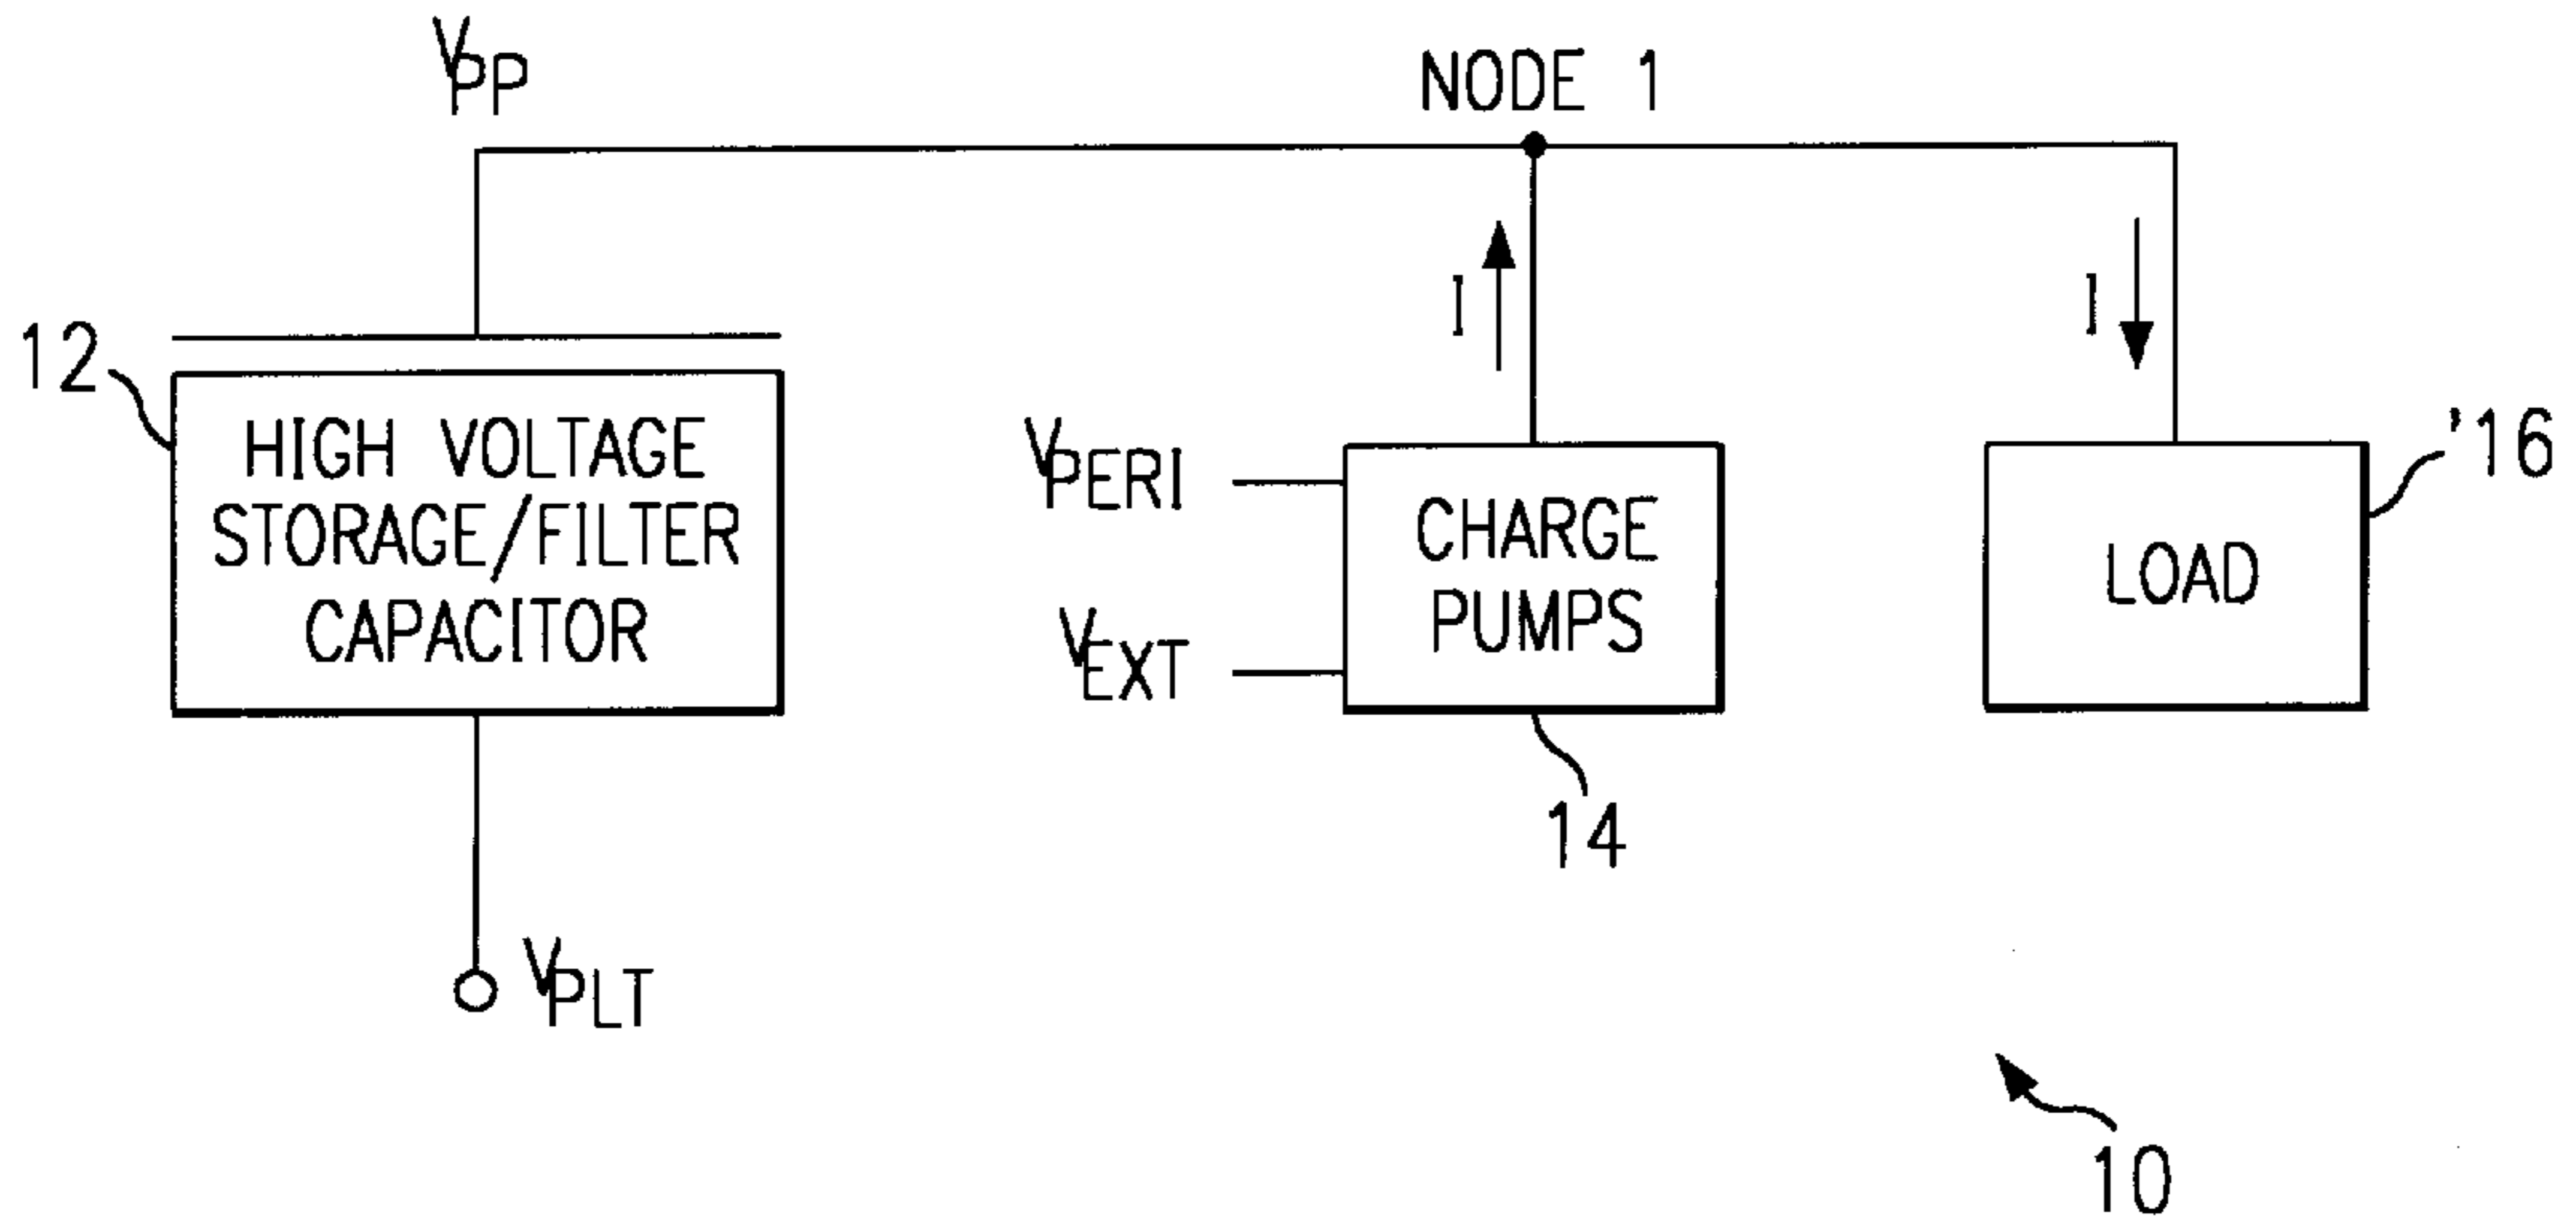 VPP
NODE 1
12
HIGH VOLTAGE
STORAGE/FILTER
CAPACITOR
I
I
VPERI
VEXT
CHARGE
PUMPS
LOAD
'16
14
VPLT
10